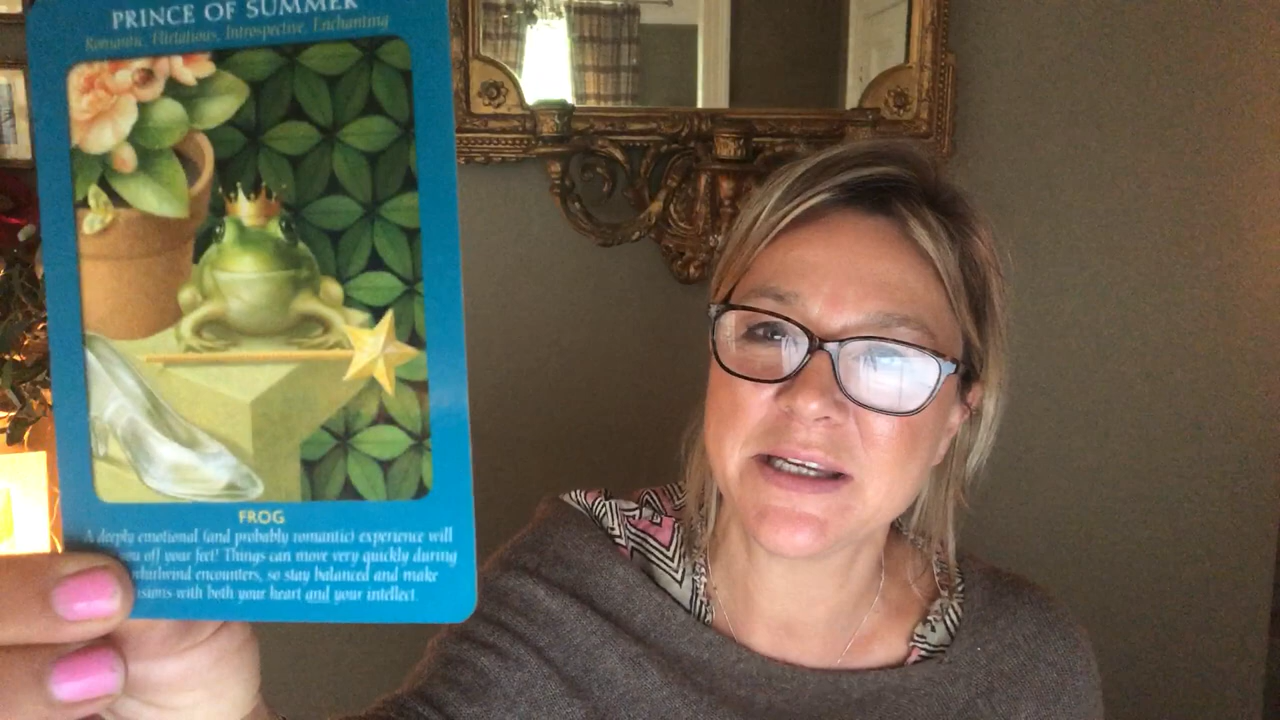 PRINCE OF SUMMER
Romantic, Flirtatious, Introspective, Enchanting
FROG
A deeply emotional (and probably romantic) experience will
you off your feet! Things can move very quickly during
whirlwind encounters, so stay balanced and make
with both your heart and your intellect.